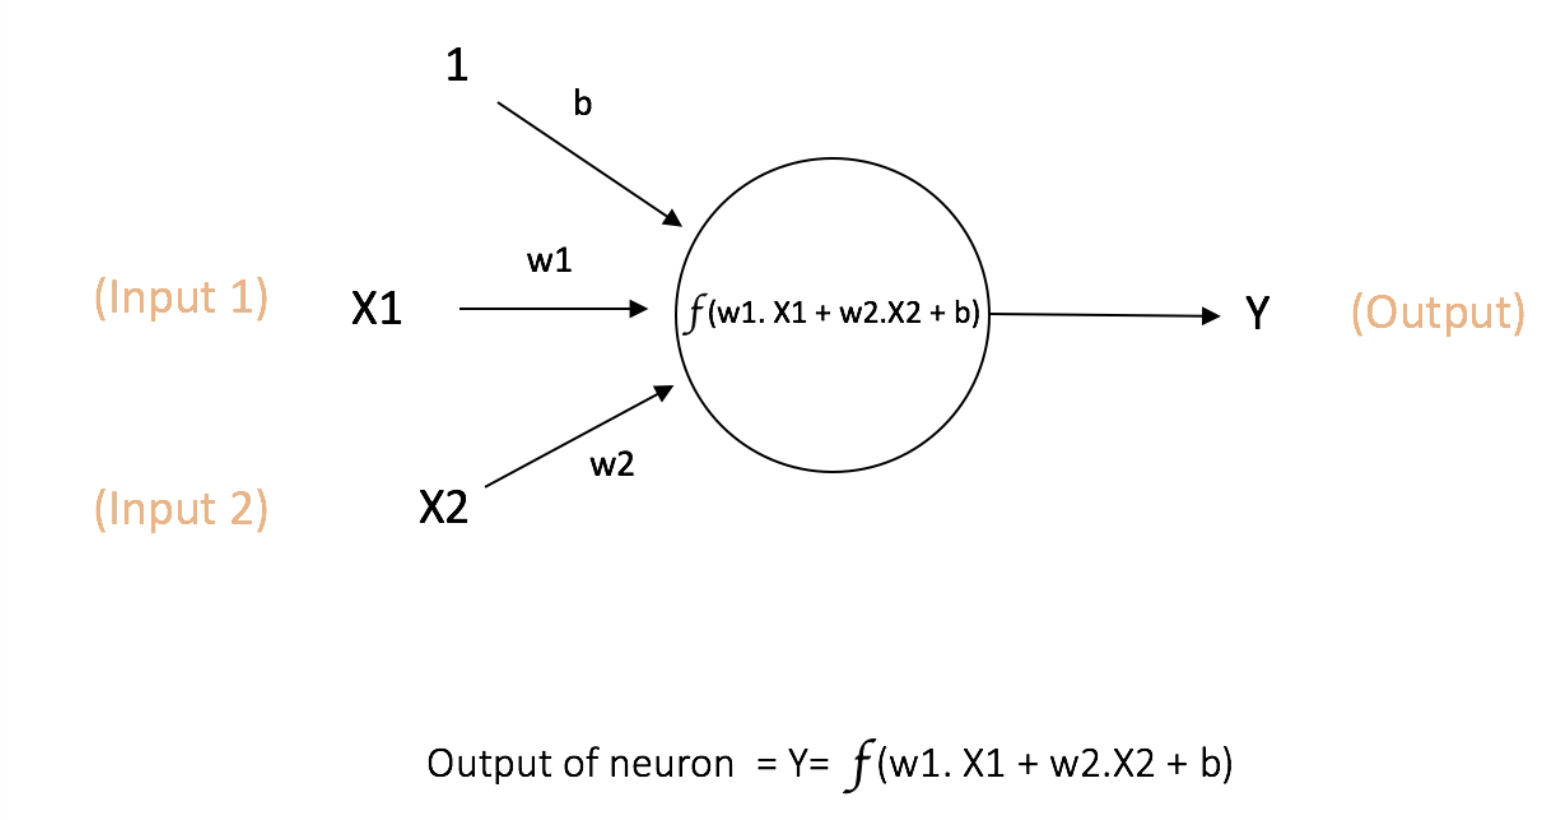 1
b
w1
(Input 1) X1
f(w1. X1 + w2.X2 + b)
Y (Output)
w2
(Input 2) X2
Output of neuron = Y= f(w1. X1 + w2.X2 + b)